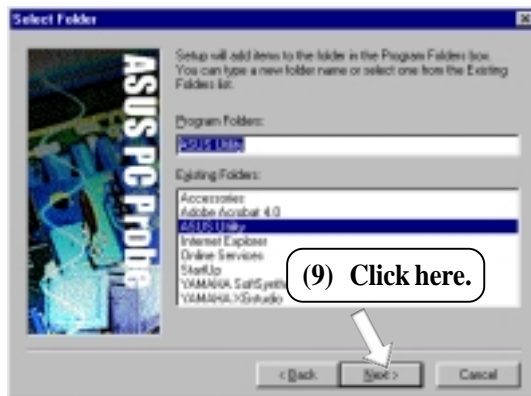 Select Folder
ASUS PC Probe
Setup will add items to the folder in the Program Folders box.
You can type a new folder name or select one from the Existing
Folders list.
Program Folders:
ASUS Utility
Existing Folders:
Accessories
Adobe Acrobat 4.0
ASUS Utility
Internet Explorer
Online Services
StartUp
YAMAHA SoftSynth
YAMAHA XGstudio
(9) Click here.
< Back
Next >
Cancel